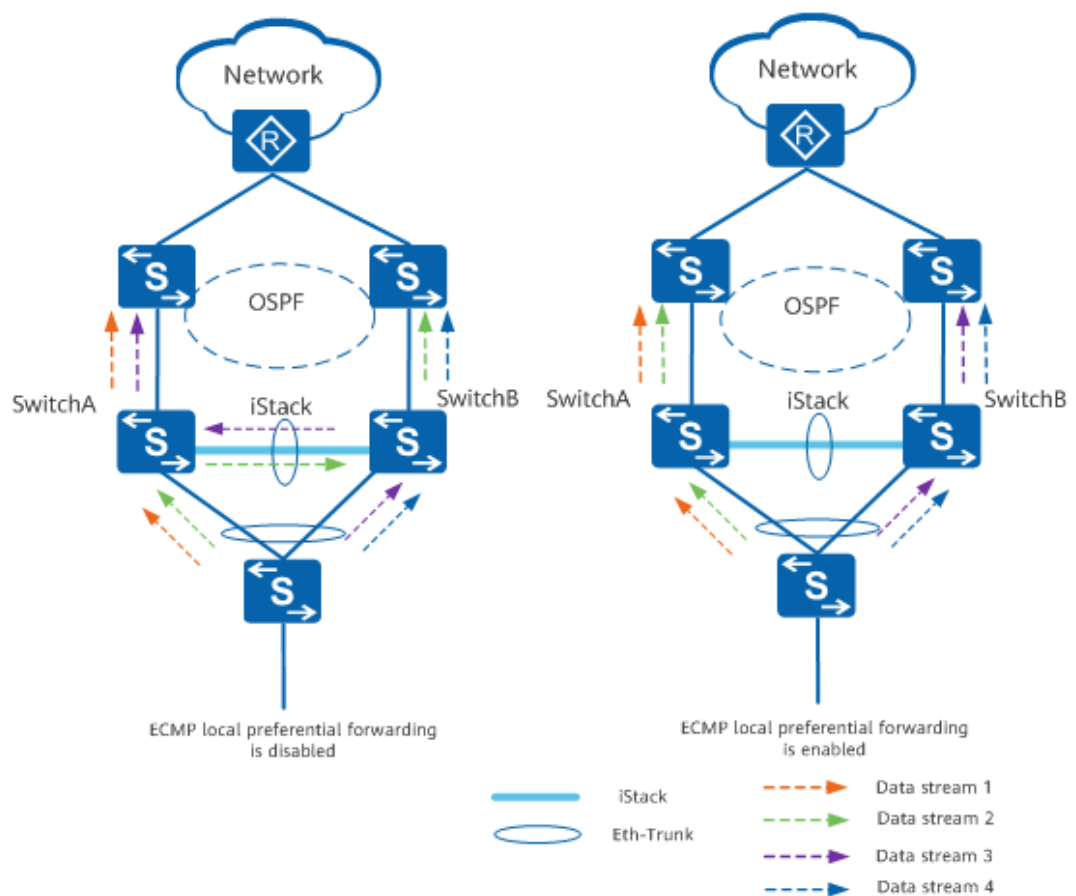 Network
R
S
S
OSPF
SwitchA
iStack
SwitchB
S
S
S
ECMP local preferential forwarding
is disabled
Network
R
S
S
OSPF
SwitchA
iStack
SwitchB
S
S
S
ECMP local preferential forwarding
is enabled
iStack
Eth-Trunk
Data stream 1
Data stream 2
Data stream 3
Data stream 4